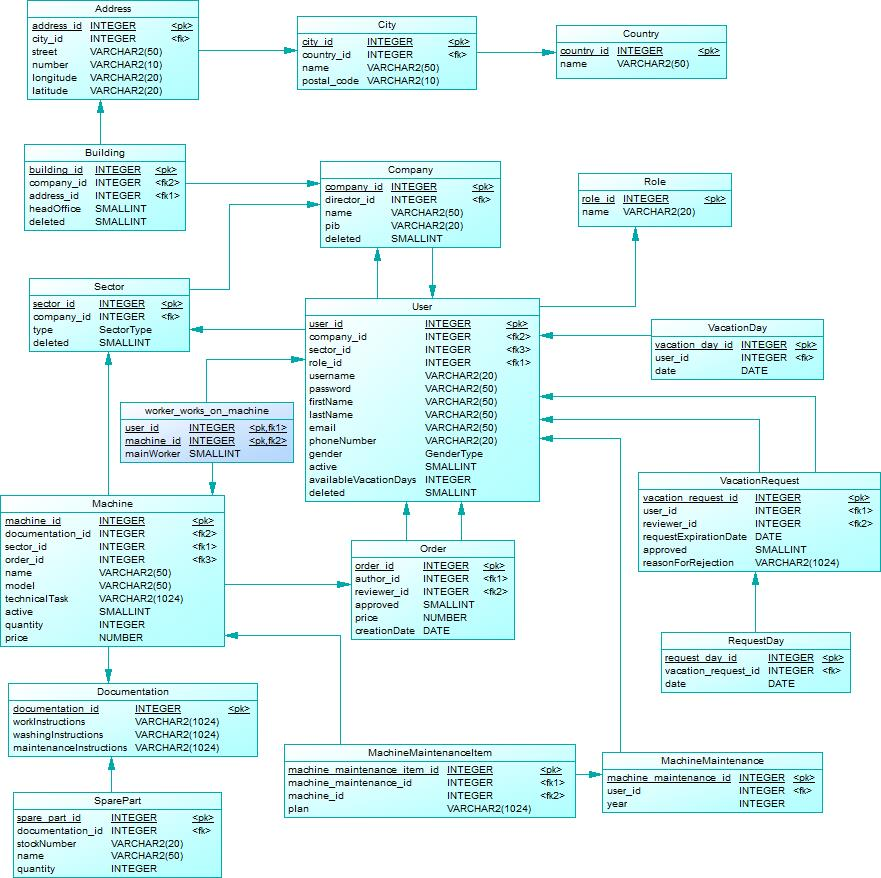 Address
address_id INTEGER <pk>
city_id INTEGER <fk>
street VARCHAR2(50)
number VARCHAR2(10)
longitude VARCHAR2(20)
latitude VARCHAR2(20)
City
city_id INTEGER <pk>
country_id INTEGER <fk>
name VARCHAR2(50)
postal_code VARCHAR2(10)
Country
country_id INTEGER <pk>
name VARCHAR2(50)
Building
building_id INTEGER <pk>
company_id INTEGER <fk2>
address_id INTEGER <fk1>
headOffice SMALLINT
deleted SMALLINT
Company
company_id INTEGER <pk>
director_id INTEGER <fk>
name VARCHAR2(50)
pib VARCHAR2(20)
deleted SMALLINT
Role
role_id INTEGER <pk>
name VARCHAR2(20)
Sector
sector_id INTEGER <pk>
company_id INTEGER <fk>
type SectorType
deleted SMALLINT
User
user_id INTEGER <pk>
company_id INTEGER <fk2>
sector_id INTEGER <fk3>
role_id INTEGER <fk1>
username VARCHAR2(20)
password VARCHAR2(50)
firstName VARCHAR2(50)
lastName VARCHAR2(50)
email VARCHAR2(50)
phoneNumber VARCHAR2(20)
gender GenderType
active SMALLINT
availableVacationDays INTEGER
deleted SMALLINT
VacationDay
vacation_day_id INTEGER <pk>
user_id INTEGER <fk>
date DATE
worker_works_on_machine
user_id INTEGER <pk,fk1>
machine_id INTEGER <pk,fk2>
mainWorker SMALLINT
VacationRequest
vacation_request_id INTEGER <pk>
user_id INTEGER <fk1>
reviewer_id INTEGER <fk2>
requestExpirationDate DATE
approved SMALLINT
reasonForRejection VARCHAR2(1024)
Machine
machine_id INTEGER <pk>
documentation_id INTEGER <fk2>
sector_id INTEGER <fk1>
order_id INTEGER <fk3>
name VARCHAR2(50)
model VARCHAR2(50)
technicalTask VARCHAR2(1024)
active SMALLINT
quantity INTEGER
price NUMBER
Order
order_id INTEGER <pk>
author_id INTEGER <fk1>
reviewer_id INTEGER <fk2>
approved SMALLINT
price NUMBER
creationDate DATE
RequestDay
request_day_id INTEGER <pk>
vacation_request_id INTEGER <fk>
date DATE
Documentation
documentation_id INTEGER <pk>
workInstructions VARCHAR2(1024)
washingInstructions VARCHAR2(1024)
maintenanceInstructions VARCHAR2(1024)
MachineMaintenanceItem
machine_maintenance_item_id INTEGER <pk>
machine_maintenance_id INTEGER <fk1>
machine_id INTEGER <fk2>
plan VARCHAR2(1024)
MachineMaintenance
machine_maintenance_id INTEGER <pk>
user_id INTEGER <fk>
year INTEGER
SparePart
spare_part_id INTEGER <pk>
documentation_id INTEGER <fk>
stockNumber VARCHAR2(20)
name VARCHAR2(50)
quantity INTEGER